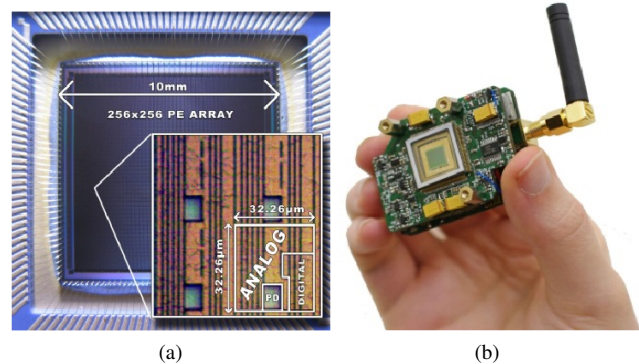 10mm
256x256 PE ARRAY
32.26µm
32.26µm
ANALOG
DIGITAL
PD
(a)
(b)